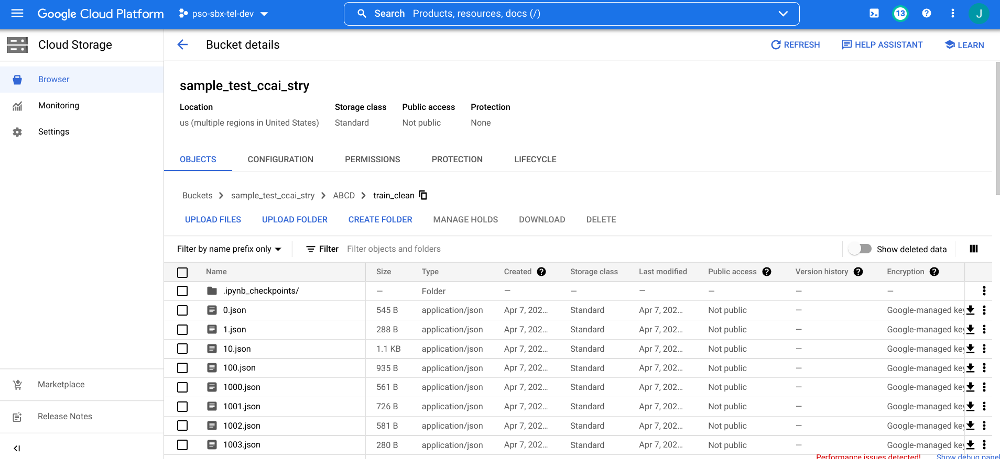 Google Cloud Platform pso-sbx-tel-dev Search Products, resources, docs (/) 13 J
Cloud Storage
Bucket details REFRESH HELP ASSISTANT LEARN
Browser
Monitoring
Settings
Marketplace
Release Notes
sample_test_ccai_stry
Location Storage class Public access Protection
us (multiple regions in United States) Standard Not public None
OBJECTS CONFIGURATION PERMISSIONS PROTECTION LIFECYCLE
Buckets sample_test_ccai_stry ABCD train_clean
UPLOAD FILES UPLOAD FOLDER CREATE FOLDER MANAGE HOLDS DOWNLOAD DELETE
Filter by name prefix only Filter Filter objects and folders Show deleted data
Name Size Type Created Storage class Last modified Public access Version history Encryption
.ipynb_checkpoints/ — Folder — — — — — —
0.json 545 B application/json Apr 7, 202... Standard Apr 7, 202... Not public — Google-managed key
1.json 288 B application/json Apr 7, 202... Standard Apr 7, 202... Not public — Google-managed key
10.json 1.1 KB application/json Apr 7, 202... Standard Apr 7, 202... Not public — Google-managed key
100.json 935 B application/json Apr 7, 202... Standard Apr 7, 202... Not public — Google-managed key
1000.json 561 B application/json Apr 7, 202... Standard Apr 7, 202... Not public — Google-managed key
1001.json 726 B application/json Apr 7, 202... Standard Apr 7, 202... Not public — Google-managed key
1002.json 581 B application/json Apr 7, 202... Standard Apr 7, 202... Not public — Google-managed key
1003.json 280 B application/json Apr 7, 202... Standard Apr 7, 202... Not public — Google-managed key
Performance issues detected! Show debug panel